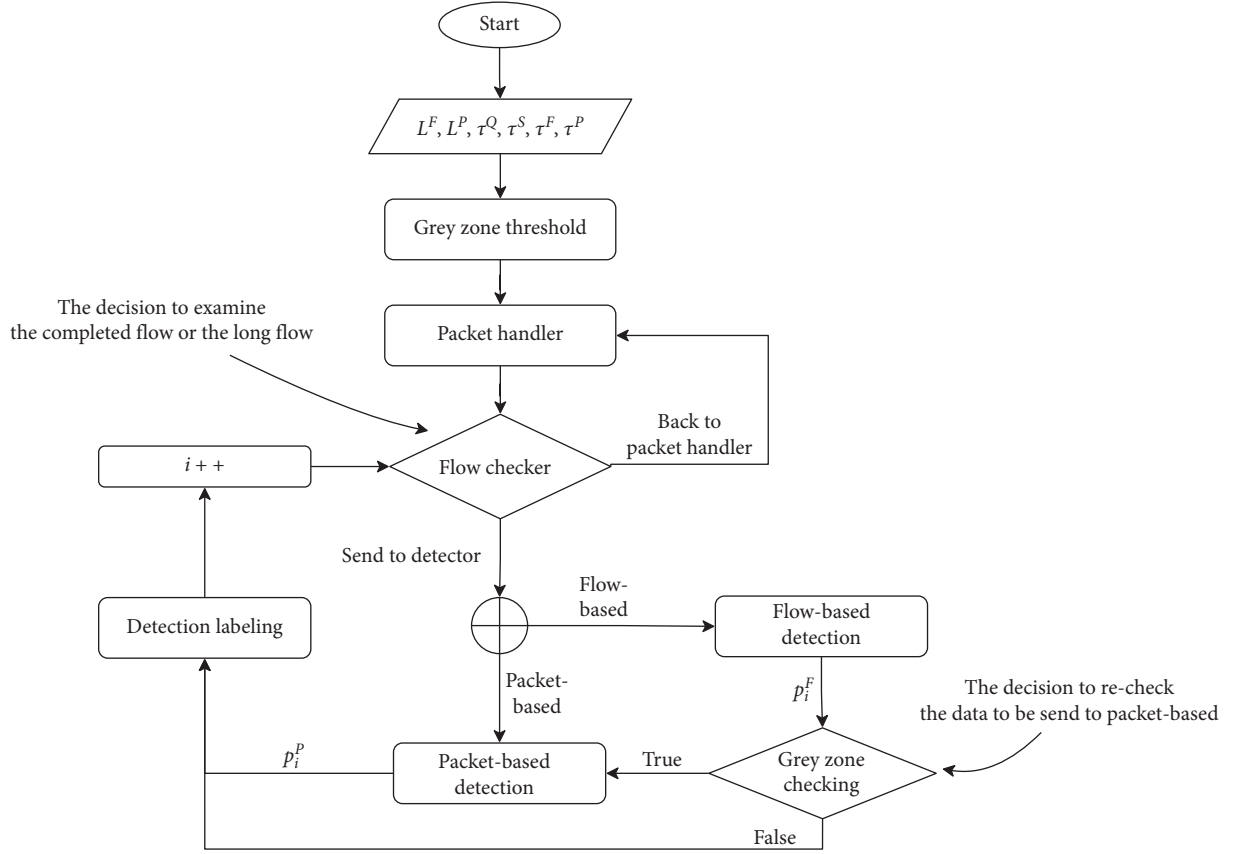 Start
L^F, L^P, τ^Q, τ^S, τ^F, τ^P
Grey zone threshold
The decision to examine
the completed flow or the long flow
Packet handler
Back to
packet handler
i + +
Flow checker
Send to detector
Flow-
based
Detection labeling
Flow-based
detection
Packet-
based
p_i^F
The decision to re-check
the data to be send to packet-based
p_i^P
Packet-based
detection
True
Grey zone
checking
False